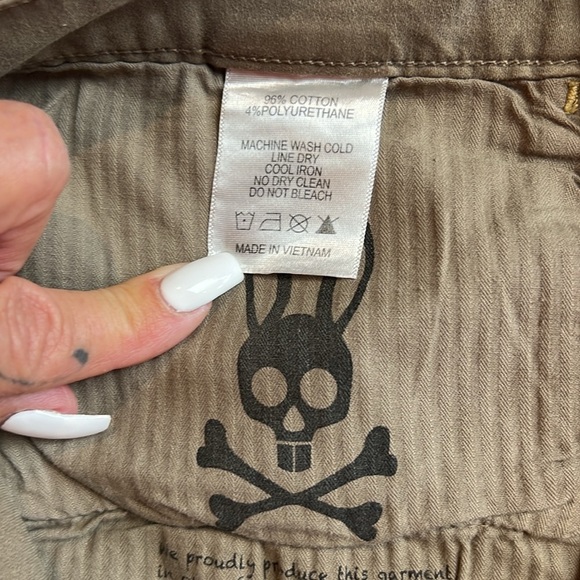 96% COTTON
4%POLYURETHANE
MACHINE WASH COLD
LINE DRY
COOL IRON
NO DRY CLEAN
DO NOT BLEACH
MADE IN VIETNAM
We proudly produce this garment
in